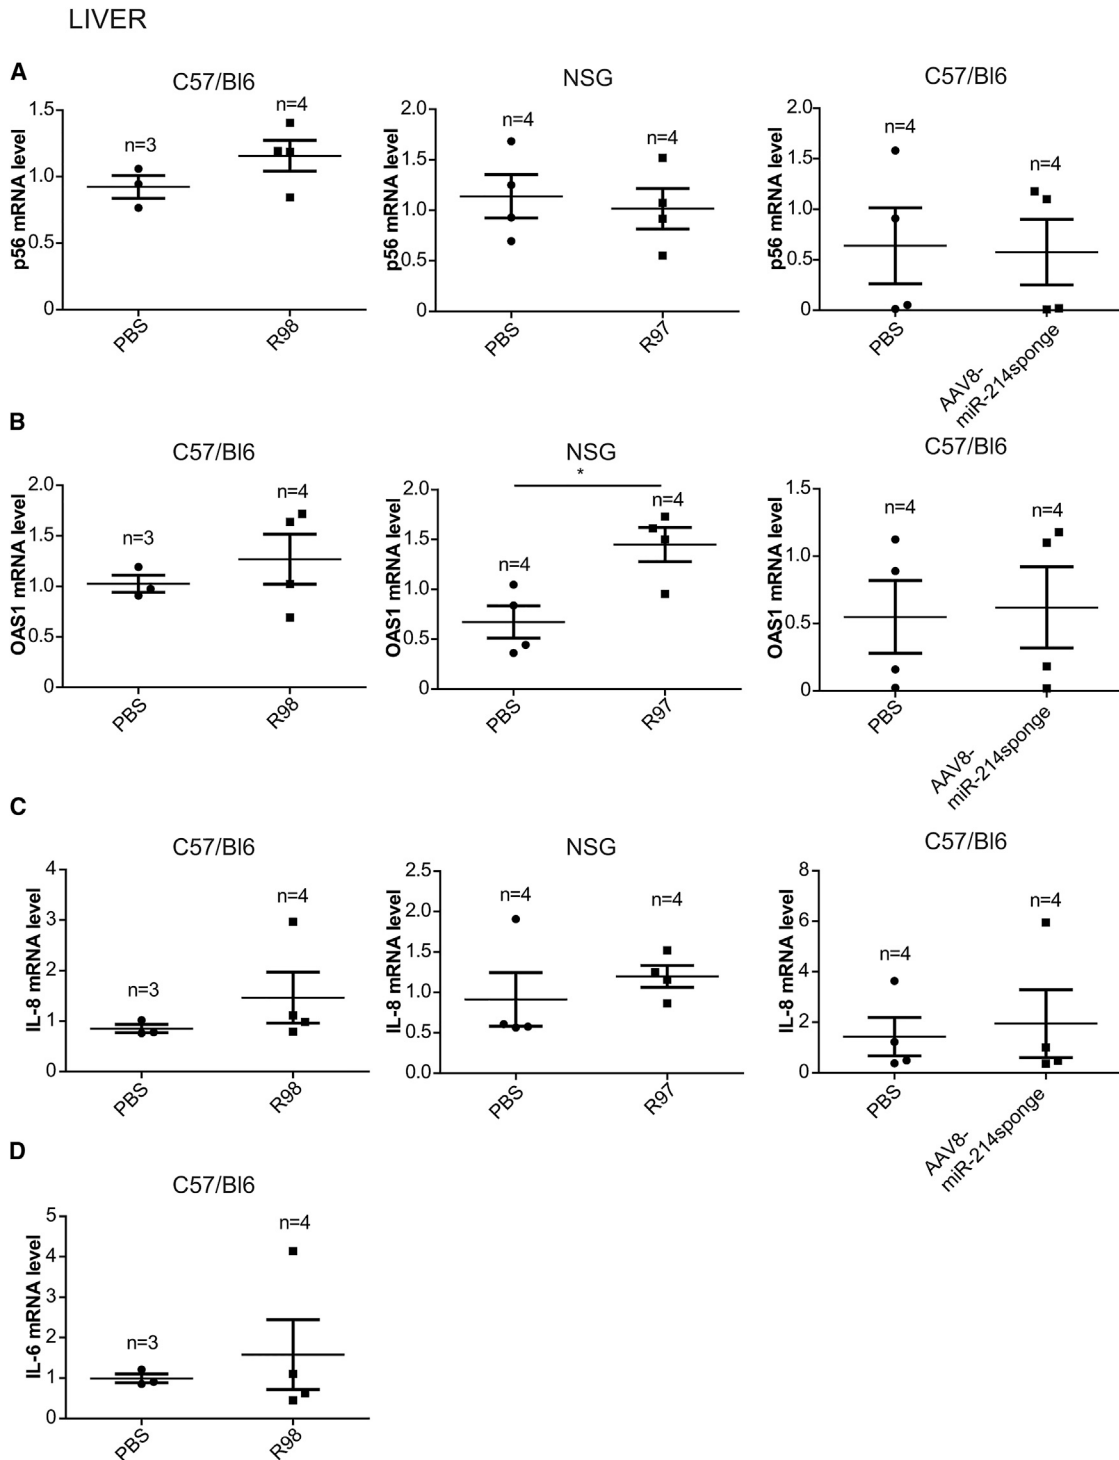 LIVER
A
C57/Bl6
NSG
C57/Bl6
p56 mRNA level
1.5
1.0
0.5
0
n=3
n=4
PBS
R98
p56 mRNA level
2.0
1.5
1.0
0.5
0
n=4
n=4
PBS
R97
p56 mRNA level
2.0
1.5
1.0
0.5
0
n=4
n=4
PBS
AAV8-
miR-214sponge
B
C57/Bl6
NSG
C57/Bl6
OAS1 mRNA level
2.0
1.5
1.0
0.5
0
n=3
n=4
PBS
R98
OAS1 mRNA level
2.0
1.5
1.0
0.5
0
*
n=4
n=4
PBS
R97
OAS1 mRNA level
1.5
1.0
0.5
0
n=4
n=4
PBS
AAV8-
miR-214sponge
C
C57/Bl6
NSG
C57/Bl6
IL-8 mRNA level
4
3
2
1
0
n=3
n=4
PBS
R98
IL-8 mRNA level
2.5
2.0
1.5
1.0
0.5
0.0
n=4
n=4
PBS
R97
IL-8 mRNA level
8
6
4
2
0
n=4
n=4
PBS
AAV8-
miR-214sponge
D
C57/Bl6
IL-6 mRNA level
5
4
3
2
1
0
n=3
n=4
PBS
R98